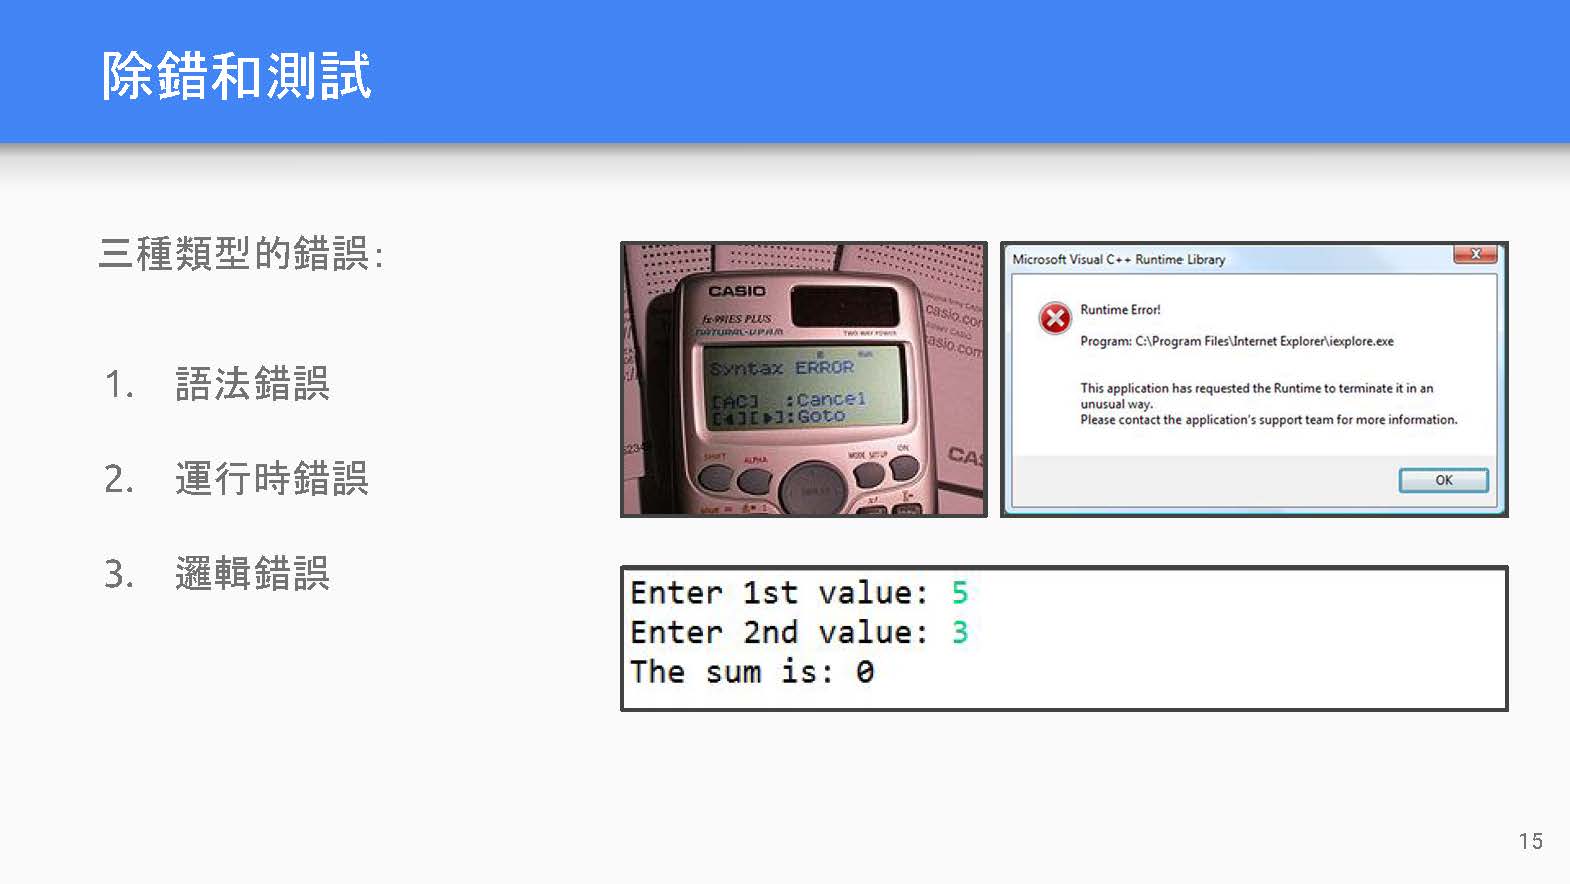 除錯和測試
三種類型的錯誤：
1. 語法錯誤
2. 運行時錯誤
3. 邏輯錯誤
CASIO
fx-991ES PLUS
NATURAL-V.P.A.M.
TWO WAY POWER
Syntax ERROR
[AC] :Cancel
[◀][▶]:Goto
SHIFT ALPHA MODE SETUP ON
Microsoft Visual C++ Runtime Library
Runtime Error!
Program: C:\Program Files\Internet Explorer\iexplore.exe
This application has requested the Runtime to terminate it in an
unusual way.
Please contact the application's support team for more information.
OK
Enter 1st value: 5
Enter 2nd value: 3
The sum is: 0
15